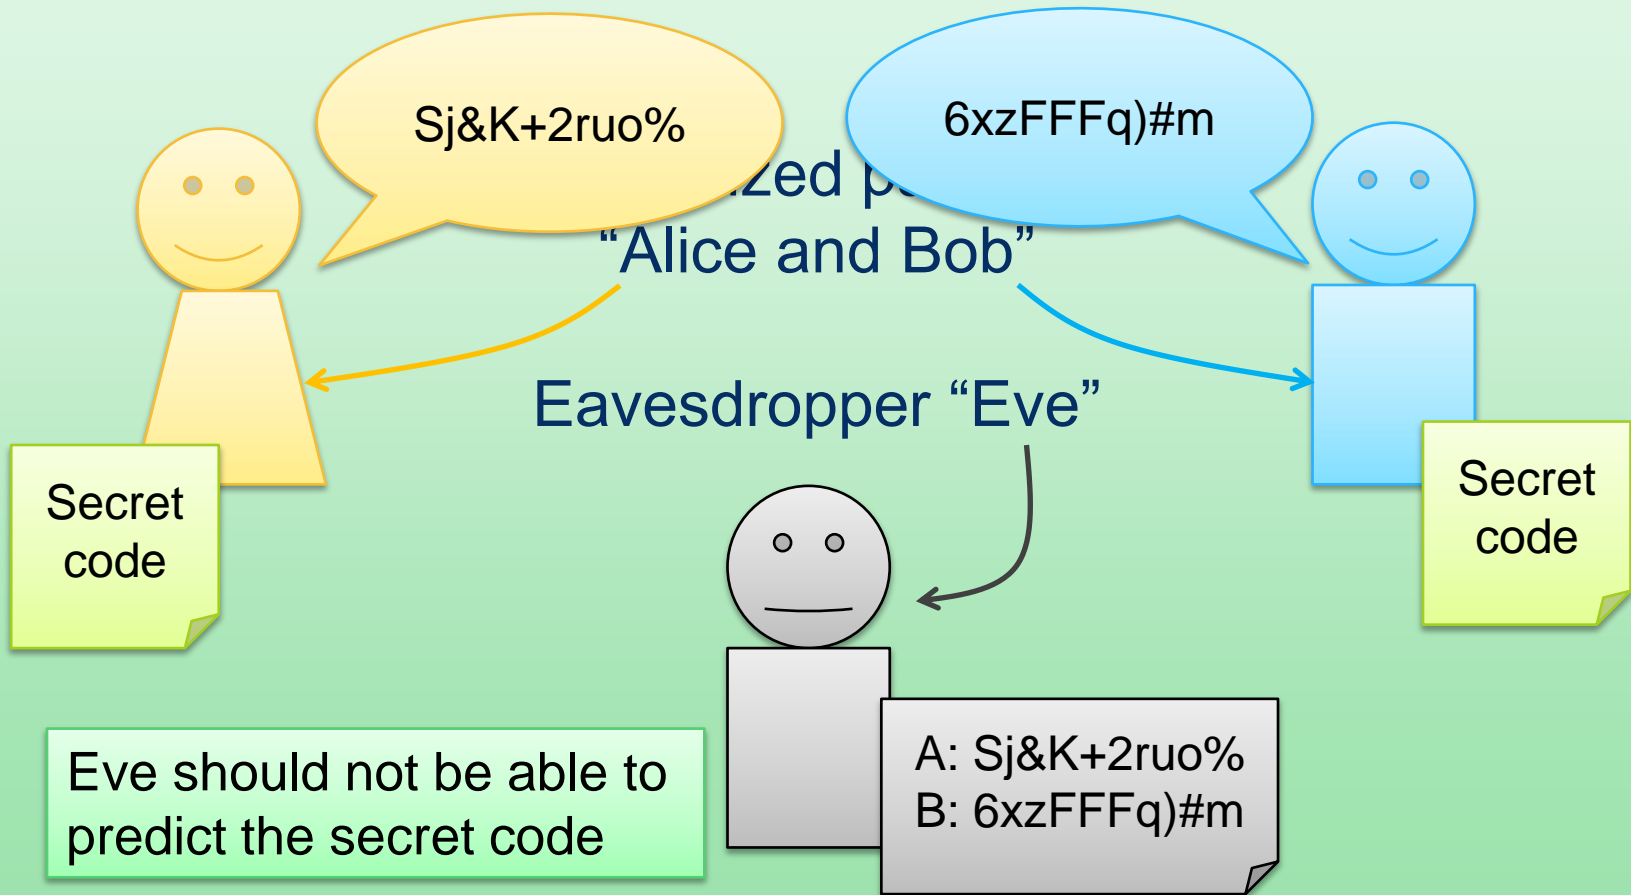 Sj&K+2ruo%
6xzFFFq)#m
“Alice and Bob”
Eavesdropper “Eve”
Secret
code
Secret
code
A: Sj&K+2ruo%
B: 6xzFFFq)#m
Eve should not be able to
predict the secret code